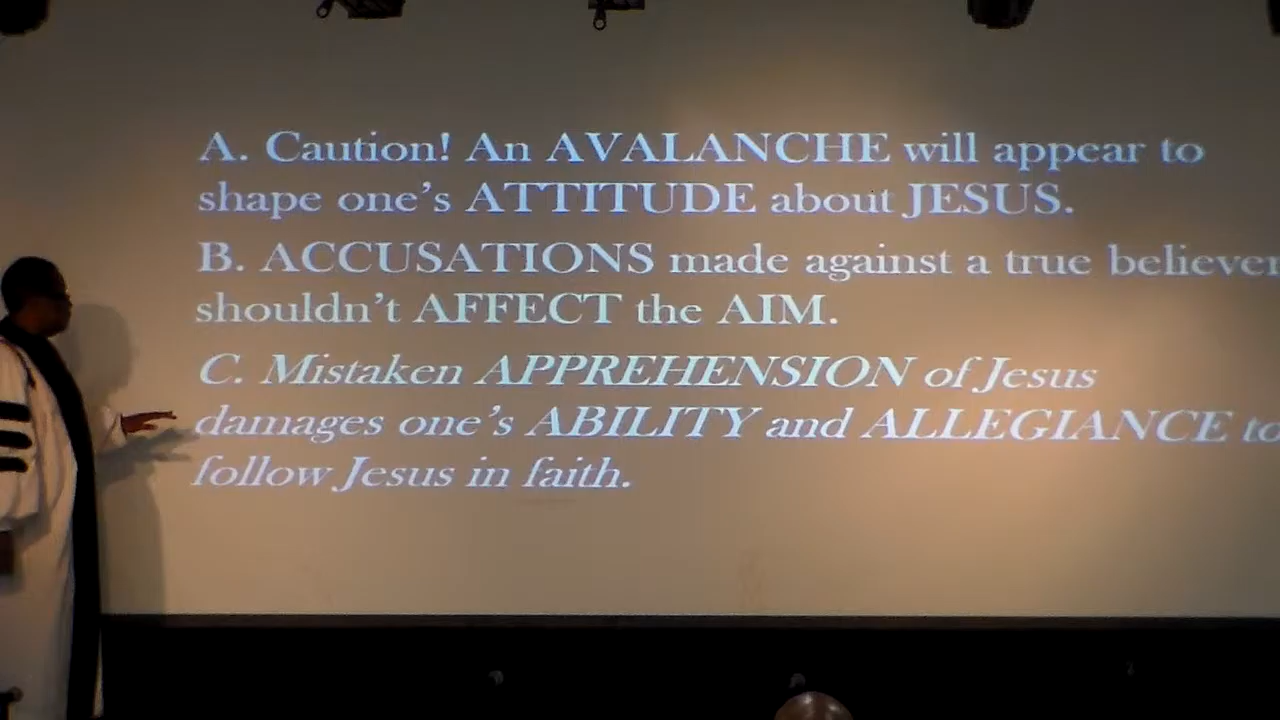 A. Caution! An AVALANCHE will appear to
shape one's ATTITUDE about JESUS.
B. ACCUSATIONS made against a true believer
shouldn't AFFECT the AIM.
C. Mistaken APPREHENSION of Jesus
damages one's ABILITY and ALLEGIANCE to
follow Jesus in faith.